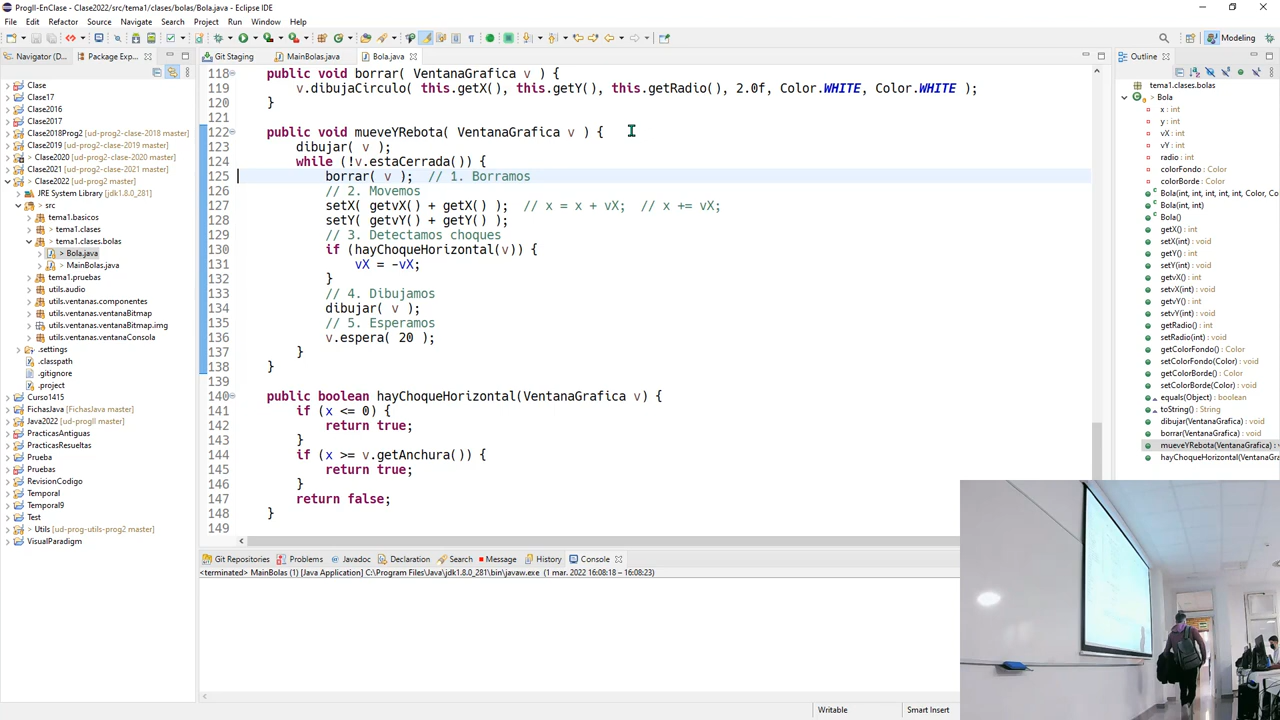 ProgII-EnClase - Clase2022/src/tema1/clases/bolas/Bola.java - Eclipse IDE
File Edit Refactor Source Navigate Search Project Run Window Help
Modeling
Navigator (D...
Package Exp...
Clase
Clase17
Clase2016
Clase2018Prog2 [ud-prog2-clase-2018 master]
Clase2019 [ud-prog2-clase-2019 master]
> Clase2020 [ud-prog2-clase-2020 master]
Clase2021 [ud-prog2-clase-2021 master]
> Clase2022 [ud-prog2 master]
JRE System Library [jdk1.8.0_281]
> src
tema1.basicos
> tema1.clases
> tema1.clases.bolas
> Bola.java
> MainBolas.java
tema1.pruebas
utils.audio
utils.ventanas.componentes
utils.ventanas.ventanaBitmap
utils.ventanas.ventanaBitmap.img
utils.ventanas.ventanaConsola
.settings
.classpath
.gitignore
.project
Curso1415
FichasJava [FichasJava master]
Java2022 [ud-progII master]
PracticasAntiguas
PracticasResueltas
Prueba
Pruebas
RevisionCodigo
Temporal
Temporal9
Test
> Utils [ud-prog-utils-prog2 master]
VisualParadigm
Git Staging
MainBolas.java
Bola.java
118 public void borrar( VentanaGrafica v ) {
119 v.dibujaCirculo( this.getX(), this.getY(), this.getRadio(), 2.0f, Color.WHITE, Color.WHITE );
120 }
121
122 public void mueveYRebota( VentanaGrafica v ) {
123 dibujar( v );
124 while (!v.estaCerrada()) {
125 borrar( v ); // 1. Borramos
126 // 2. Movemos
127 setX( getvX() + getX() ); // x = x + vX; // x += vX;
128 setY( getvY() + getY() );
129 // 3. Detectamos choques
130 if (hayChoqueHorizontal(v)) {
131 vX = -vX;
132 }
133 // 4. Dibujamos
134 dibujar( v );
135 // 5. Esperamos
136 v.espera( 20 );
137 }
138 }
139
140 public boolean hayChoqueHorizontal(VentanaGrafica v) {
141 if (x <= 0) {
142 return true;
143 }
144 if (x >= v.getAnchura()) {
145 return true;
146 }
147 return false;
148 }
149
Git Repositories
Problems
Javadoc
Declaration
Search
Message
History
Console
<terminated> MainBolas (1) [Java Application] C:\Program Files\Java\jdk1.8.0_281\bin\javaw.exe (1 mar. 2022 16:08:18 – 16:08:23)
Outline
tema1.clases.bolas
> Bola
x : int
y : int
vX : int
vY : int
radio : int
colorFondo : Color
colorBorde : Color
Bola(int, int, int, int, int, Co
Bola(int, int)
Bola()
getX() : int
setX(int) : void
getY() : int
setY(int) : void
getvX() : int
setvX(int) : void
getvY() : int
setvY(int) : void
getRadio() : int
setRadio(int) : void
getColorFondo() : Color
setColorFondo(Color) : void
getColorBorde() : Color
setColorBorde(Color) : void
equals(Object) : boolean
toString() : String
dibujar(VentanaGrafica) : void
borrar(VentanaGrafica) : void
mueveYRebota(VentanaGrafica) : v
hayChoqueHorizontal(VentanaGra
Writable
Smart Insert